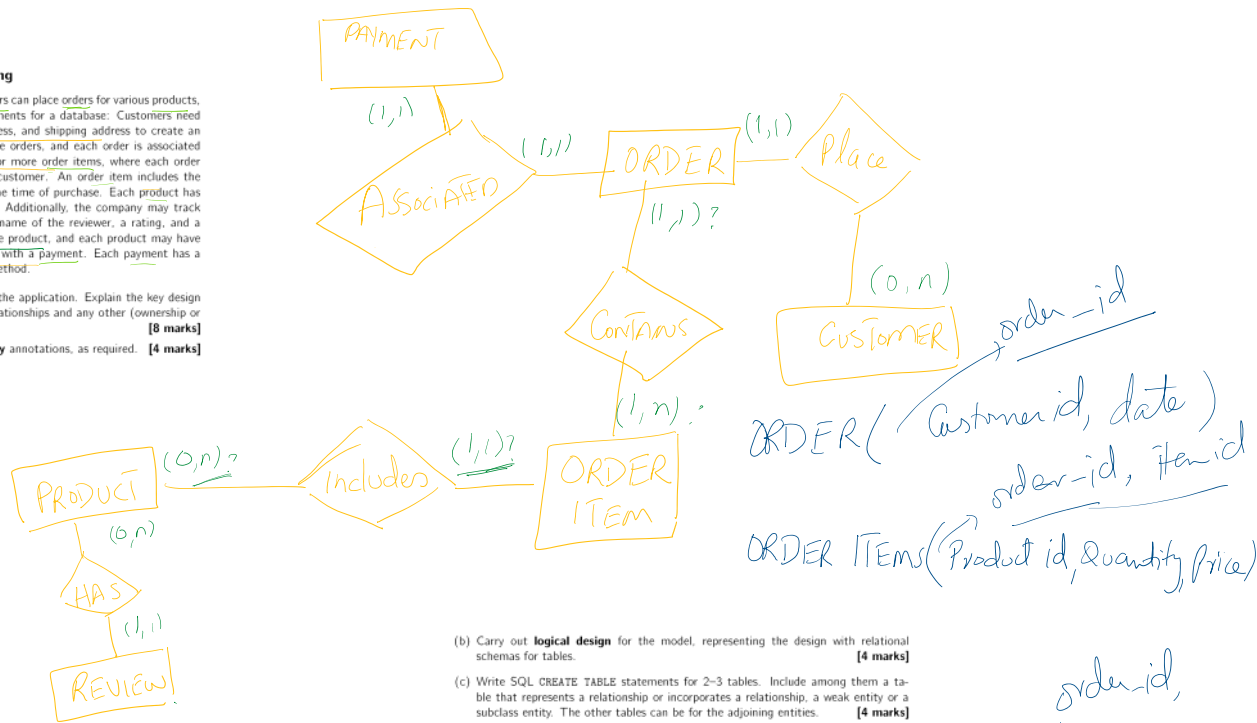 ng
rs can place orders for various products,
nents for a database: Customers need
ess, and shipping address to create an
e orders, and each order is associated
or more order items, where each order
customer. An order item includes the
he time of purchase. Each product has
Additionally, the company may track
name of the reviewer, a rating, and a
e product, and each product may have
with a payment. Each payment has a
ethod.
the application. Explain the key design
ationships and any other (ownership or
[8 marks]
y annotations, as required. [4 marks]
PAYMENT
(1,1)
ASSOCIATED
(1,1)
ORDER
(1,1)
Place
(1,1)?
(0,n)
CONTAINS
CUSTOMER
order_id
(1,n)?
ORDER( Customer id, date)
PRODUCT
(0,n)?
Includes
(1,1)?
ORDER
ITEM
order-id, item id
ORDER ITEMS(Product id, Quantity, Price)
(0,n)
HAS
(1,1)
REVIEW
(b) Carry out logical design for the model, representing the design with relational
schemas for tables. [4 marks]
(c) Write SQL CREATE TABLE statements for 2–3 tables. Include among them a ta-
ble that represents a relationship or incorporates a relationship, a weak entity or a
subclass entity. The other tables can be for the adjoining entities. [4 marks]
order_id,